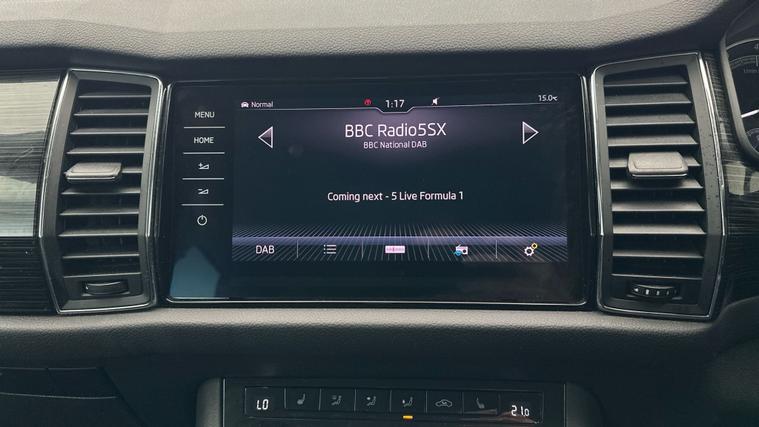 Normal 1:17 15.0°C
MENU
HOME
BBC Radio5SX
BBC National DAB
Coming next - 5 Live Formula 1
DAB
LO 21.0